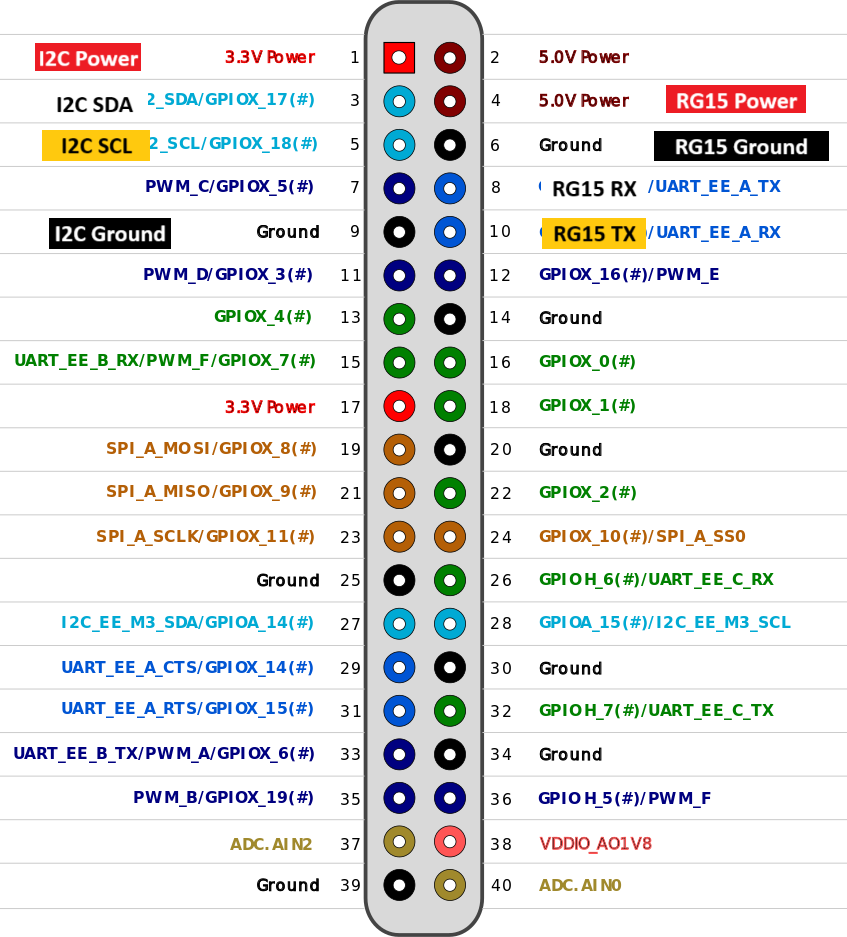 I2C Power 3.3V Power 1 2 5.0V Power
I2C SDA 2_SDA/GPIOX_17(#) 3 4 5.0V Power RG15 Power
I2C SCL 2_SCL/GPIOX_18(#) 5 6 Ground RG15 Ground
PWM_C/GPIOX_5(#) 7 8 RG15 RX /UART_EE_A_TX
I2C Ground Ground 9 10 RG15 TX /UART_EE_A_RX
PWM_D/GPIOX_3(#) 11 12 GPIOX_16(#)/PWM_E
GPIOX_4(#) 13 14 Ground
UART_EE_B_RX/PWM_F/GPIOX_7(#) 15 16 GPIOX_0(#)
3.3V Power 17 18 GPIOX_1(#)
SPI_A_MOSI/GPIOX_8(#) 19 20 Ground
SPI_A_MISO/GPIOX_9(#) 21 22 GPIOX_2(#)
SPI_A_SCLK/GPIOX_11(#) 23 24 GPIOX_10(#)/SPI_A_SS0
Ground 25 26 GPIOH_6(#)/UART_EE_C_RX
I2C_EE_M3_SDA/GPIOA_14(#) 27 28 GPIOA_15(#)/I2C_EE_M3_SCL
UART_EE_A_CTS/GPIOX_14(#) 29 30 Ground
UART_EE_A_RTS/GPIOX_15(#) 31 32 GPIOH_7(#)/UART_EE_C_TX
UART_EE_B_TX/PWM_A/GPIOX_6(#) 33 34 Ground
PWM_B/GPIOX_19(#) 35 36 GPIOH_5(#)/PWM_F
ADC.AIN2 37 38 VDDIO_AO1V8
Ground 39 40 ADC.AIN0